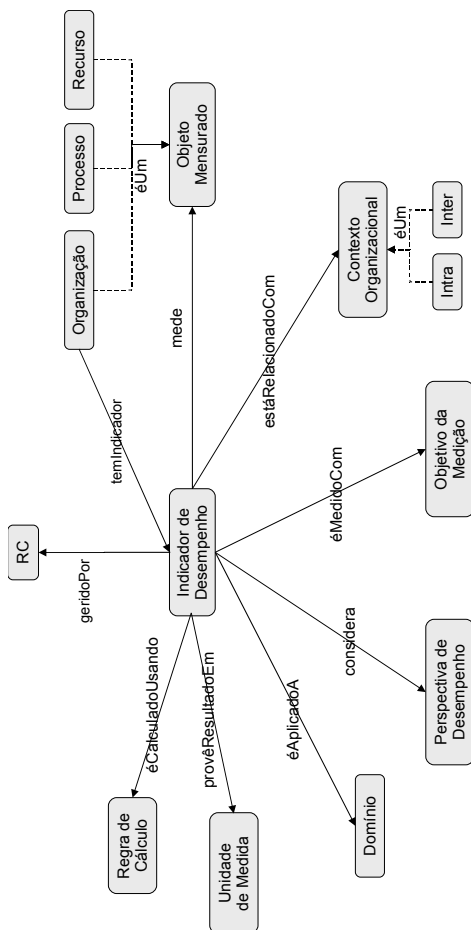 RC
Organização
Processo
Recurso
éUm
Objeto
Mensurado
temIndicador
geridoPor
mede
Indicador de
Desempenho
éCalculadoUsando
Regra de
Cálculo
provêResultadoEm
Unidade
de Medida
éAplicadoA
Domínio
considera
Perspectiva de
Desempenho
éMedidoCom
Objetivo da
Medição
estáRelacionadoCom
Contexto
Organizacional
éUm
Intra
Inter